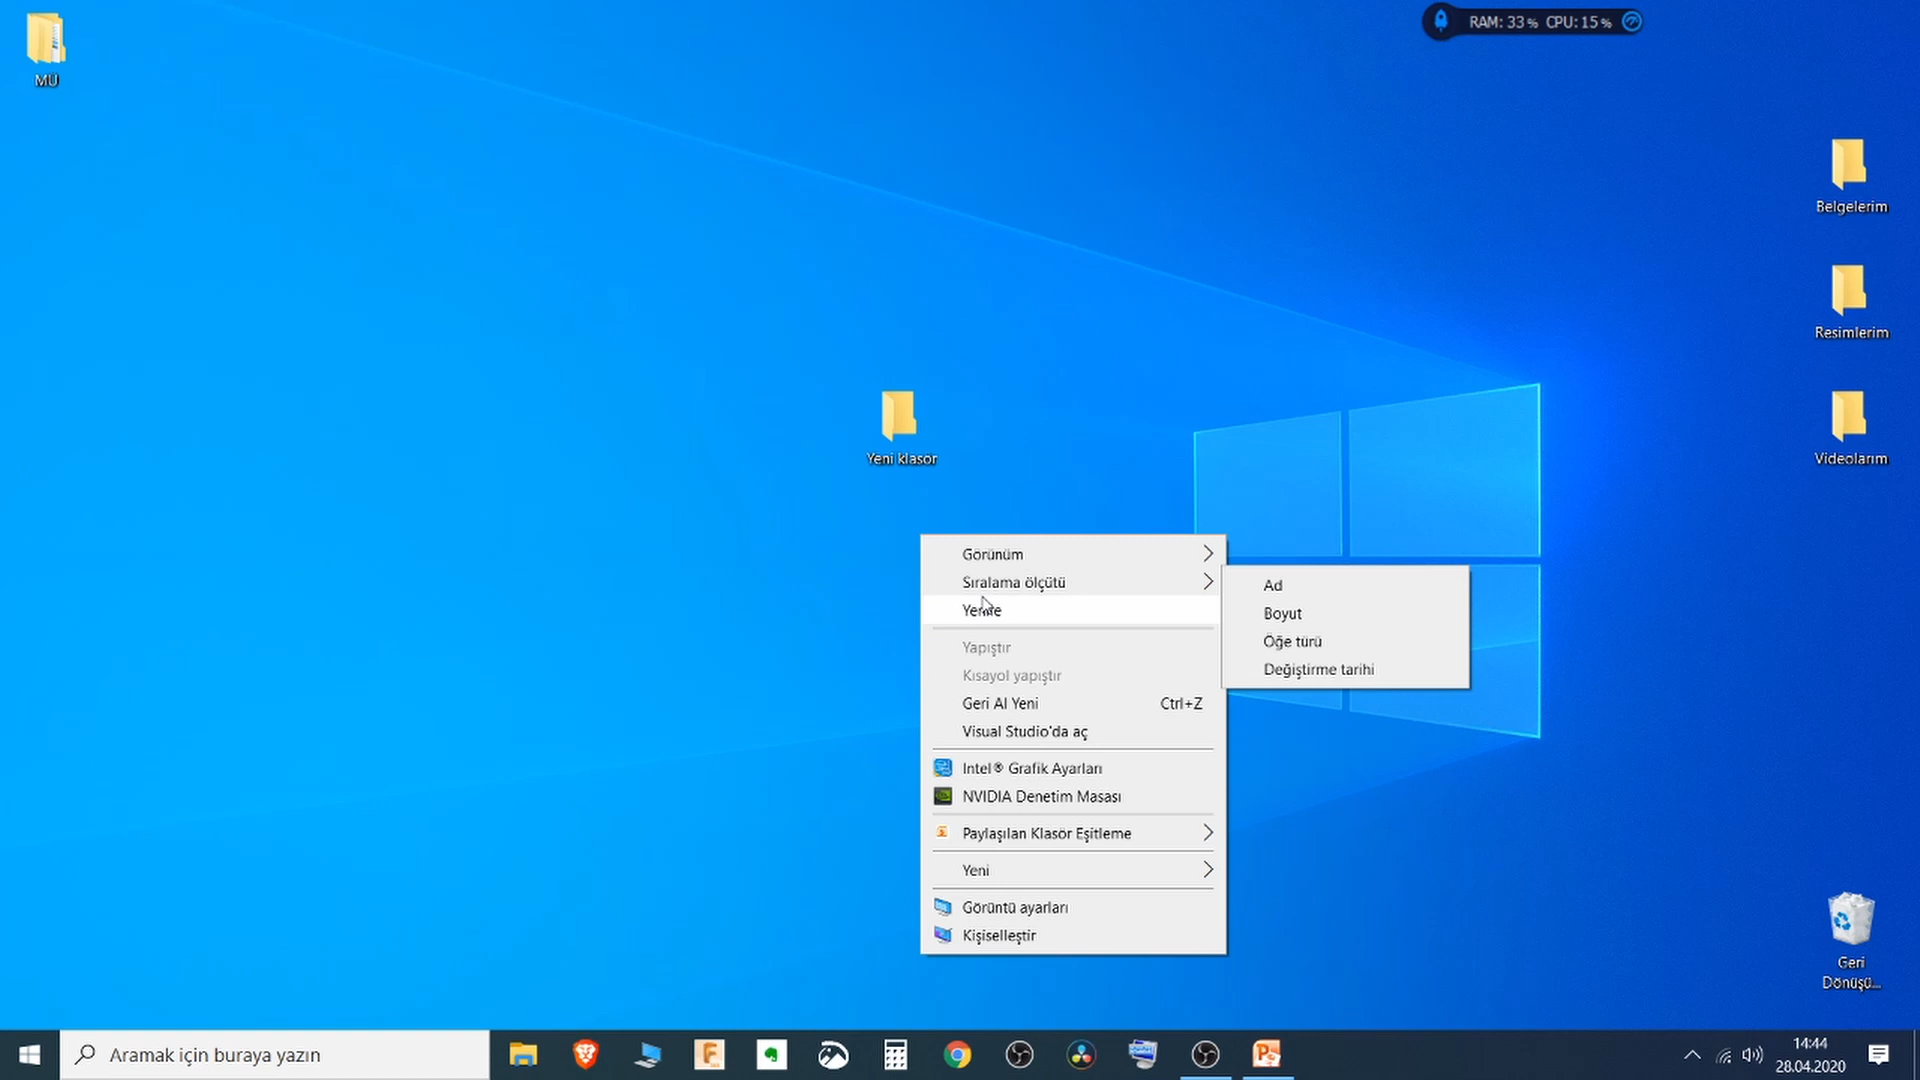 MU
RAM: 33% CPU: 15%
Belgelerim
Resimlerim
Yeni klasör
Videolarım
Görünüm
Sıralama ölçütü
Yenile
Yapıştır
Kısayol yapıştır
Geri Al Yeni Ctrl+Z
Visual Studio'da aç
Intel® Grafik Ayarları
NVIDIA Denetim Masası
Paylaşılan Klasör Eşitleme
Yeni
Görüntü ayarları
Kişiselleştir
Ad
Boyut
Öğe türü
Değiştirme tarihi
Geri
Dönüşü...
Aramak için buraya yazın
14:44
28.04.2020